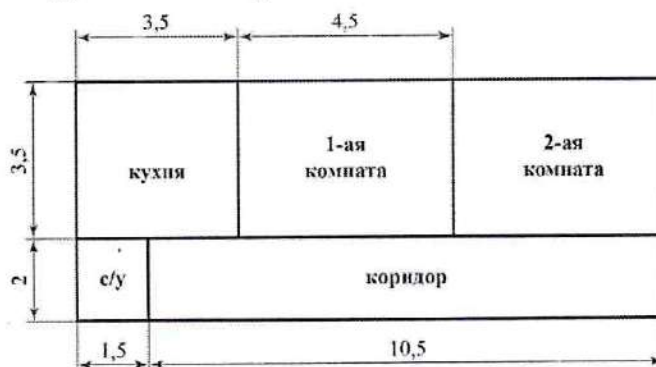 3,5 4,5
3,5
кухня
1-ая
комната
2-ая
комната
2
с/у
коридор
1,5 10,5